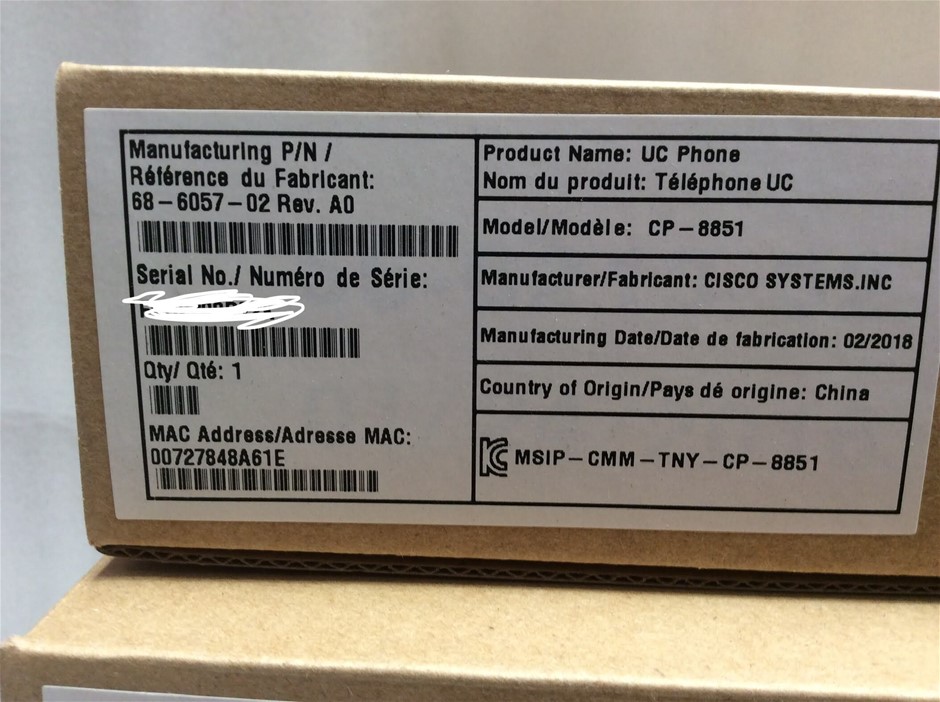 Manufacturing P/N /
Référence du Fabricant:
68-6057-02 Rev. A0
Serial No./ Numéro de Série:
Qty/ Qté: 1
MAC Address/Adresse MAC:
00727848A61E
Product Name: UC Phone
Nom du produit: Téléphone UC
Model/Modèle: CP-8851
Manufacturer/Fabricant: CISCO SYSTEMS.INC
Manufacturing Date/Date de fabrication: 02/2018
Country of Origin/Pays dé origine: China
MSIP-CMM-TNY-CP-8851